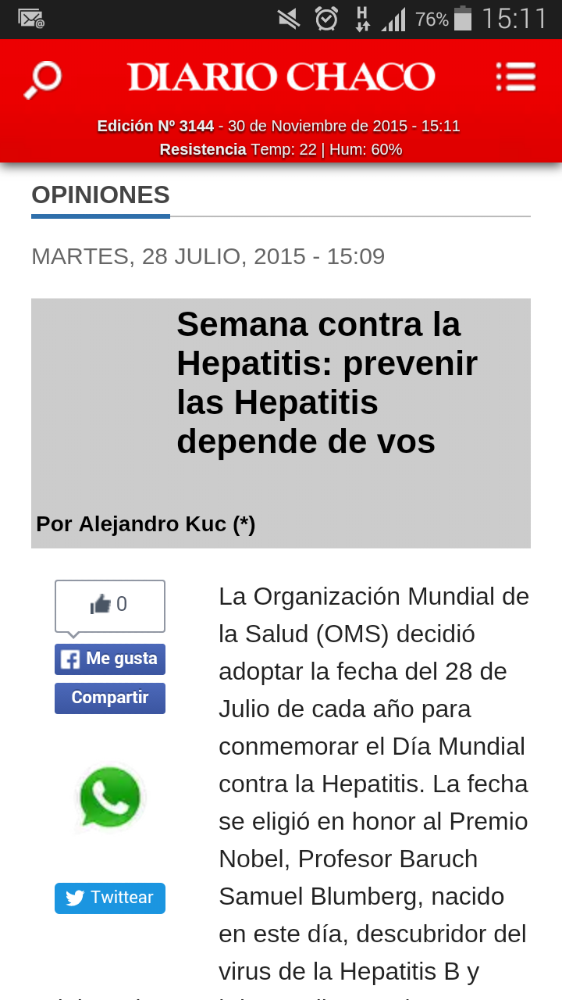 H 76% 15:11
DIARIO CHACO
Edición Nº 3144 - 30 de Noviembre de 2015 - 15:11
Resistencia Temp: 22 | Hum: 60%
OPINIONES
MARTES, 28 JULIO, 2015 - 15:09
Semana contra la
Hepatitis: prevenir
las Hepatitis
depende de vos
Por Alejandro Kuc (*)
0
Me gusta
Compartir
Twittear
La Organización Mundial de
la Salud (OMS) decidió
adoptar la fecha del 28 de
Julio de cada año para
conmemorar el Día Mundial
contra la Hepatitis. La fecha
se eligió en honor al Premio
Nobel, Profesor Baruch
Samuel Blumberg, nacido
en este día, descubridor del
virus de la Hepatitis B y